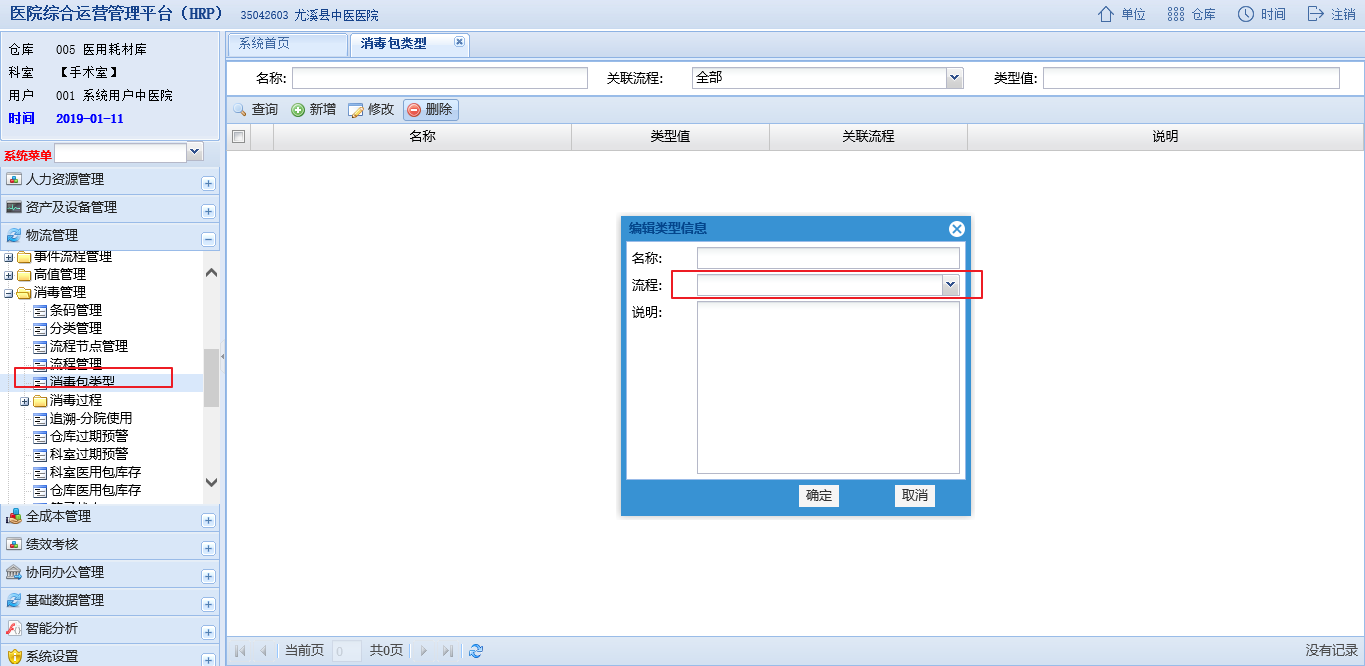 医院综合运营管理平台（HRP） 35042603 尤溪县中医医院 单位 仓库 时间 注销
仓库 005 医用耗材库
科室 【手术室】
用户 001 系统用户中医院
时间 2019-01-11
系统菜单
人力资源管理
资产及设备管理
物流管理
事件流程管理
高值管理
消毒管理
条码管理
分类管理
流程节点管理
流程管理
消毒包类型
消毒过程
追溯-分院使用
仓库过期预警
科室过期预警
科室医用包库存
仓库医用包库存
全成本管理
绩效考核
协同办公管理
基础数据管理
智能分析
系统设置
系统首页 消毒包类型
名称: 关联流程: 全部 类型值:
查询 新增 修改 删除
名称 类型值 关联流程 说明
编辑类型信息
名称:
流程:
说明:
确定 取消
当前页 0 共0页 没有记录